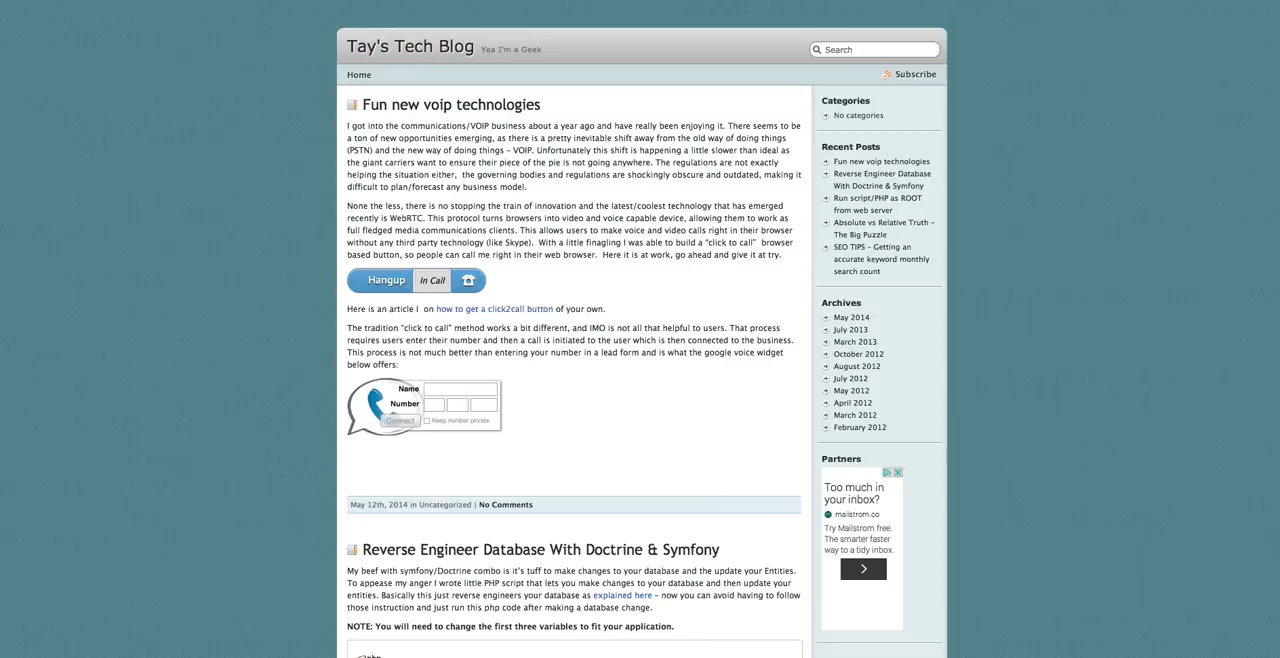 Tay's Tech Blog Yea I'm a Geek
Search
Home
Subscribe
Fun new voip technologies
I got into the communications/VOIP business about a year ago and have really been enjoying it. There seems to be
a ton of new opportunities emerging, as there is a pretty inevitable shift away from the old way of doing things
(PSTN) and the new way of doing things – VOIP. Unfortunately this shift is happening a little slower than ideal as
the giant carriers want to ensure their piece of the pie is not going anywhere. The regulations are not exactly
helping the situation either,  the governing bodies and regulations are shockingly obscure and outdated, making it
difficult to plan/forecast any business model.
None the less, there is no stopping the train of innovation and the latest/coolest technology that has emerged
recently is WebRTC. This protocol turns browsers into video and voice capable device, allowing them to work as
full fledged media communications clients. This allows users to make voice and video calls right in their browser
without any third party technology (like Skype).  With a little finagling I was able to build a “click to call”  browser
based button, so people can call me right in their web browser.  Here it is at work, go ahead and give it at try.
Hangup In Call
Here is an article I  on how to get a click2call button of your own.
The tradition “click to call” method works a bit different, and IMO is not all that helpful to users. That process
requires users enter their number and then a call is initiated to the user which is then connected to the business.
This process is not much better than entering your number in a lead form and is what the google voice widget
below offers:
Name
Number
Connect Keep number private
May 12th, 2014 in Uncategorized | No Comments
Reverse Engineer Database With Doctrine & Symfony
My beef with symfony/Doctrine combo is it’s tuff to make changes to your database and the update your Entities.
To appease my anger I wrote little PHP script that lets you make changes to your database and then update your
entities. Basically this just reverse engineers your database as explained here – now you can avoid having to follow
those instruction and just run this php code after making a database change.
NOTE: You will need to change the first three variables to fit your application.
<?php
Categories
No categories
Recent Posts
Fun new voip technologies
Reverse Engineer Database
With Doctrine & Symfony
Run script/PHP as ROOT
from web server
Absolute vs Relative Truth –
The Big Puzzle
SEO TIPS – Getting an
accurate keyword monthly
search count
Archives
May 2014
July 2013
March 2013
October 2012
August 2012
July 2012
May 2012
April 2012
March 2012
February 2012
Partners
Too much in
your inbox?
mailstrom.co
Try Mailstrom free.
The smarter faster
way to a tidy inbox.